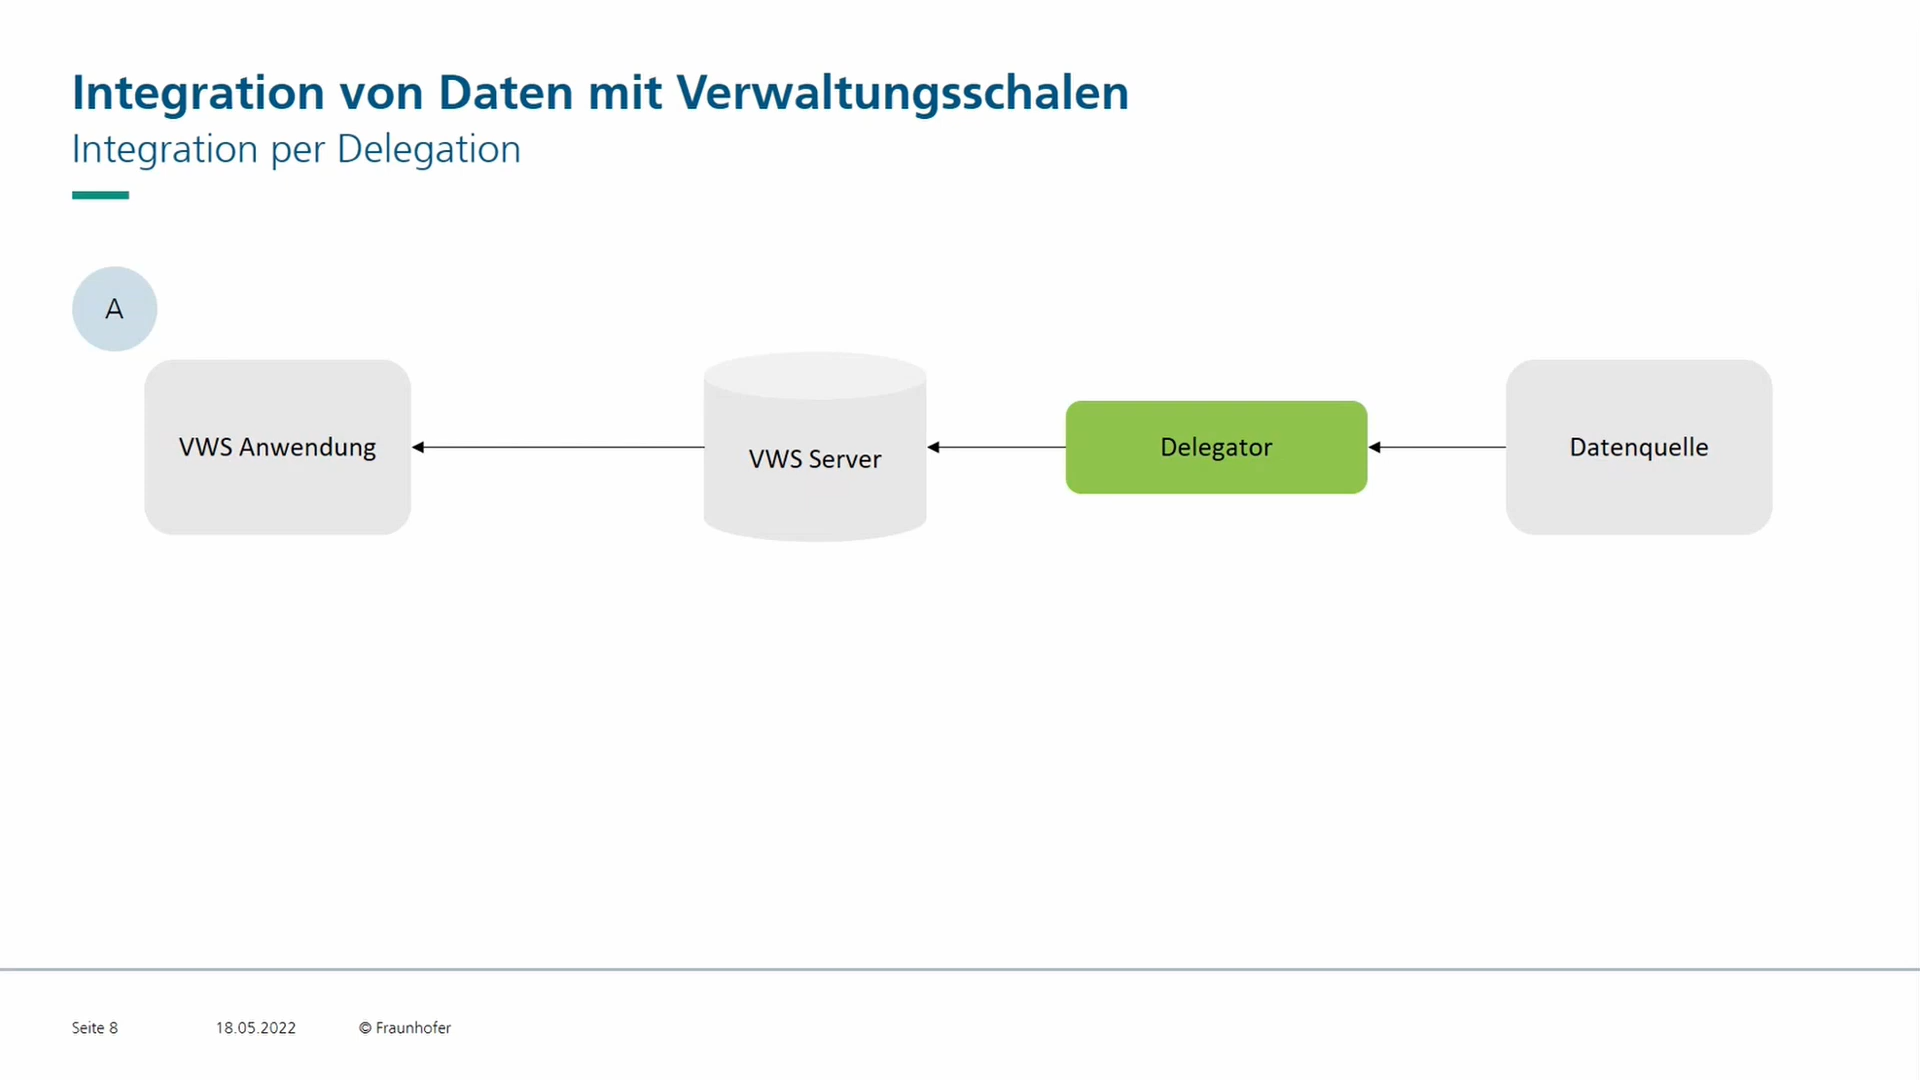 Integration von Daten mit Verwaltungsschalen
Integration per Delegation
A
VWS Anwendung
VWS Server
Delegator
Datenquelle
Seite 8
18.05.2022
© Fraunhofer